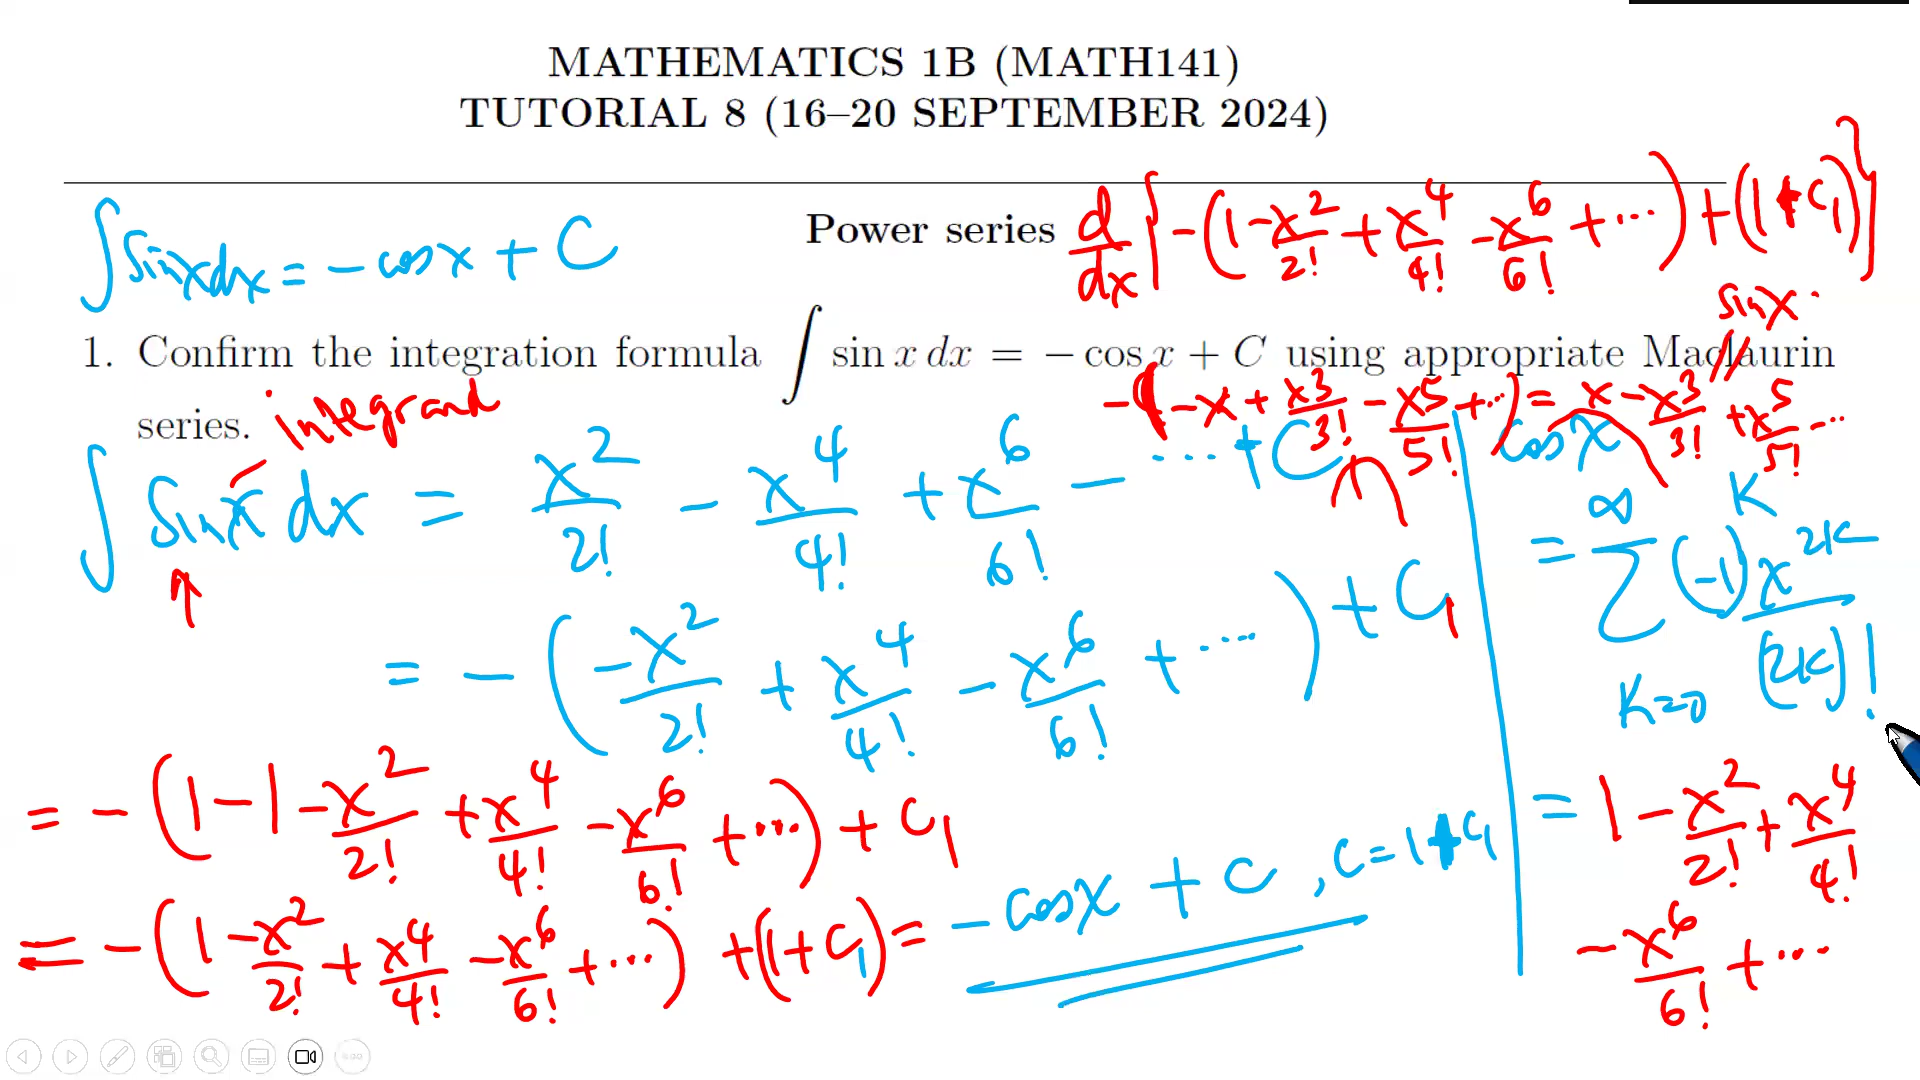 MATHEMATICS 1B (MATH141)
TUTORIAL 8 (16–20 SEPTEMBER 2024)
∫ sinx dx = - cosx + C
Power series
d/dx { -(1 - x²/2! + x⁴/4! - x⁶/6! + ...) + (1 + C₁) }
sinx
//
1. Confirm the integration formula ∫ sin x dx = − cos x + C using appropriate Maclaurin
series.
integrand
-( -x + x³/3! - x⁵/5! + ...) = x - x³/3! + x⁵/5! ...
∫ sinx dx = x²/2! - x⁴/4! + x⁶/6! - ... + C
= - ( -x²/2! + x⁴/4! - x⁶/6! + ... ) + C₁
= -(1 - 1 - x²/2! + x⁴/4! - x⁶/6! + ...) + C₁
= -(1 - x²/2! + x⁴/4! - x⁶/6! + ...) + (1 + C₁) = - cosx + C , C = 1 + C₁
cosx
= ∞ Σ K=0 (-1)^K x^2K / (2K)!
= 1 - x²/2! + x⁴/4!
- x⁶/6! + ...